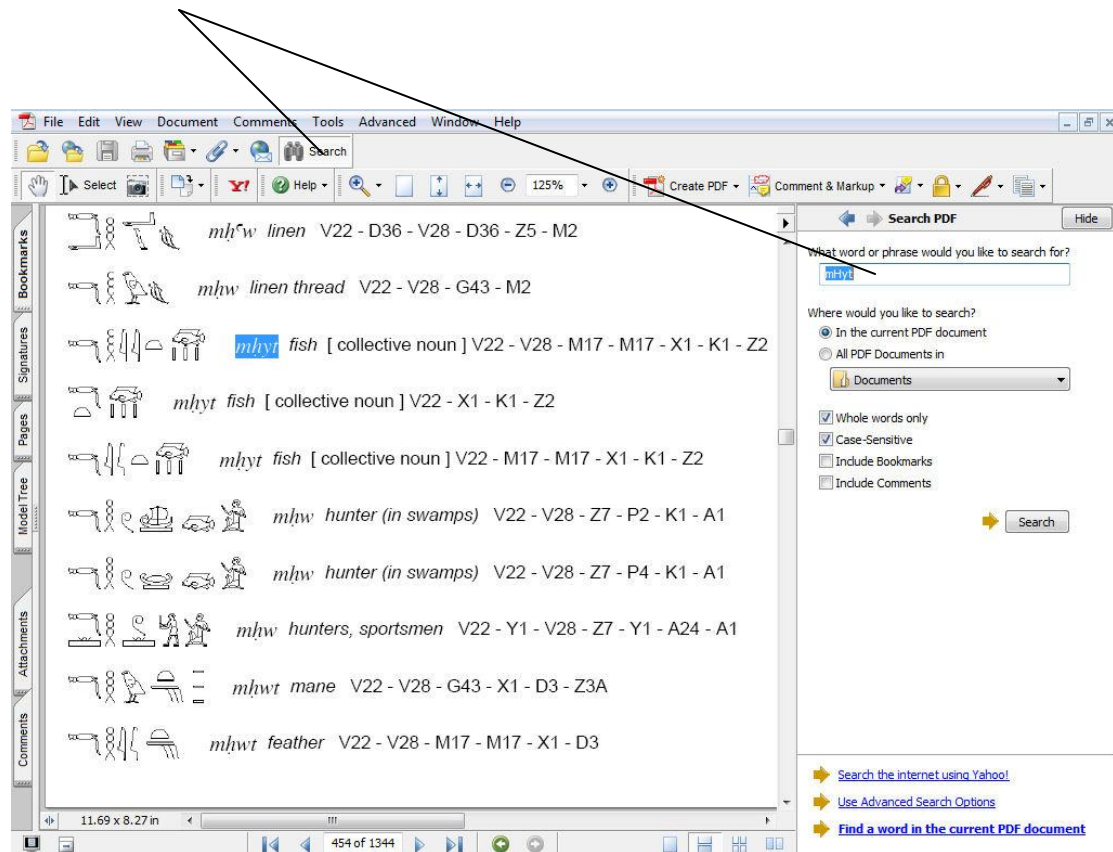 File Edit View Document Comments Tools Advanced Window Help
Search
Select Y! Help 125% Create PDF Comment & Markup
Bookmarks
Signatures
Pages
Model Tree
Attachments
Comments
mḥꜥw linen V22 - D36 - V28 - D36 - Z5 - M2
mḥw linen thread V22 - V28 - G43 - M2
mḥyt fish [ collective noun ] V22 - V28 - M17 - M17 - X1 - K1 - Z2
mḥyt fish [ collective noun ] V22 - X1 - K1 - Z2
mḥyt fish [ collective noun ] V22 - M17 - M17 - X1 - K1 - Z2
mḥw hunter (in swamps) V22 - V28 - Z7 - P2 - K1 - A1
mḥw hunter (in swamps) V22 - V28 - Z7 - P4 - K1 - A1
mḥw hunters, sportsmen V22 - Y1 - V28 - Z7 - Y1 - A24 - A1
mḥwt mane V22 - V28 - G43 - X1 - D3 - Z3A
mḥwt feather V22 - V28 - M17 - M17 - X1 - D3
11.69 x 8.27 in
454 of 1344
Search PDF Hide
What word or phrase would you like to search for?
mHyt
Where would you like to search?
In the current PDF document
All PDF Documents in
Documents
Whole words only
Case-Sensitive
Include Bookmarks
Include Comments
Search
Search the internet using Yahoo!
Use Advanced Search Options
Find a word in the current PDF document